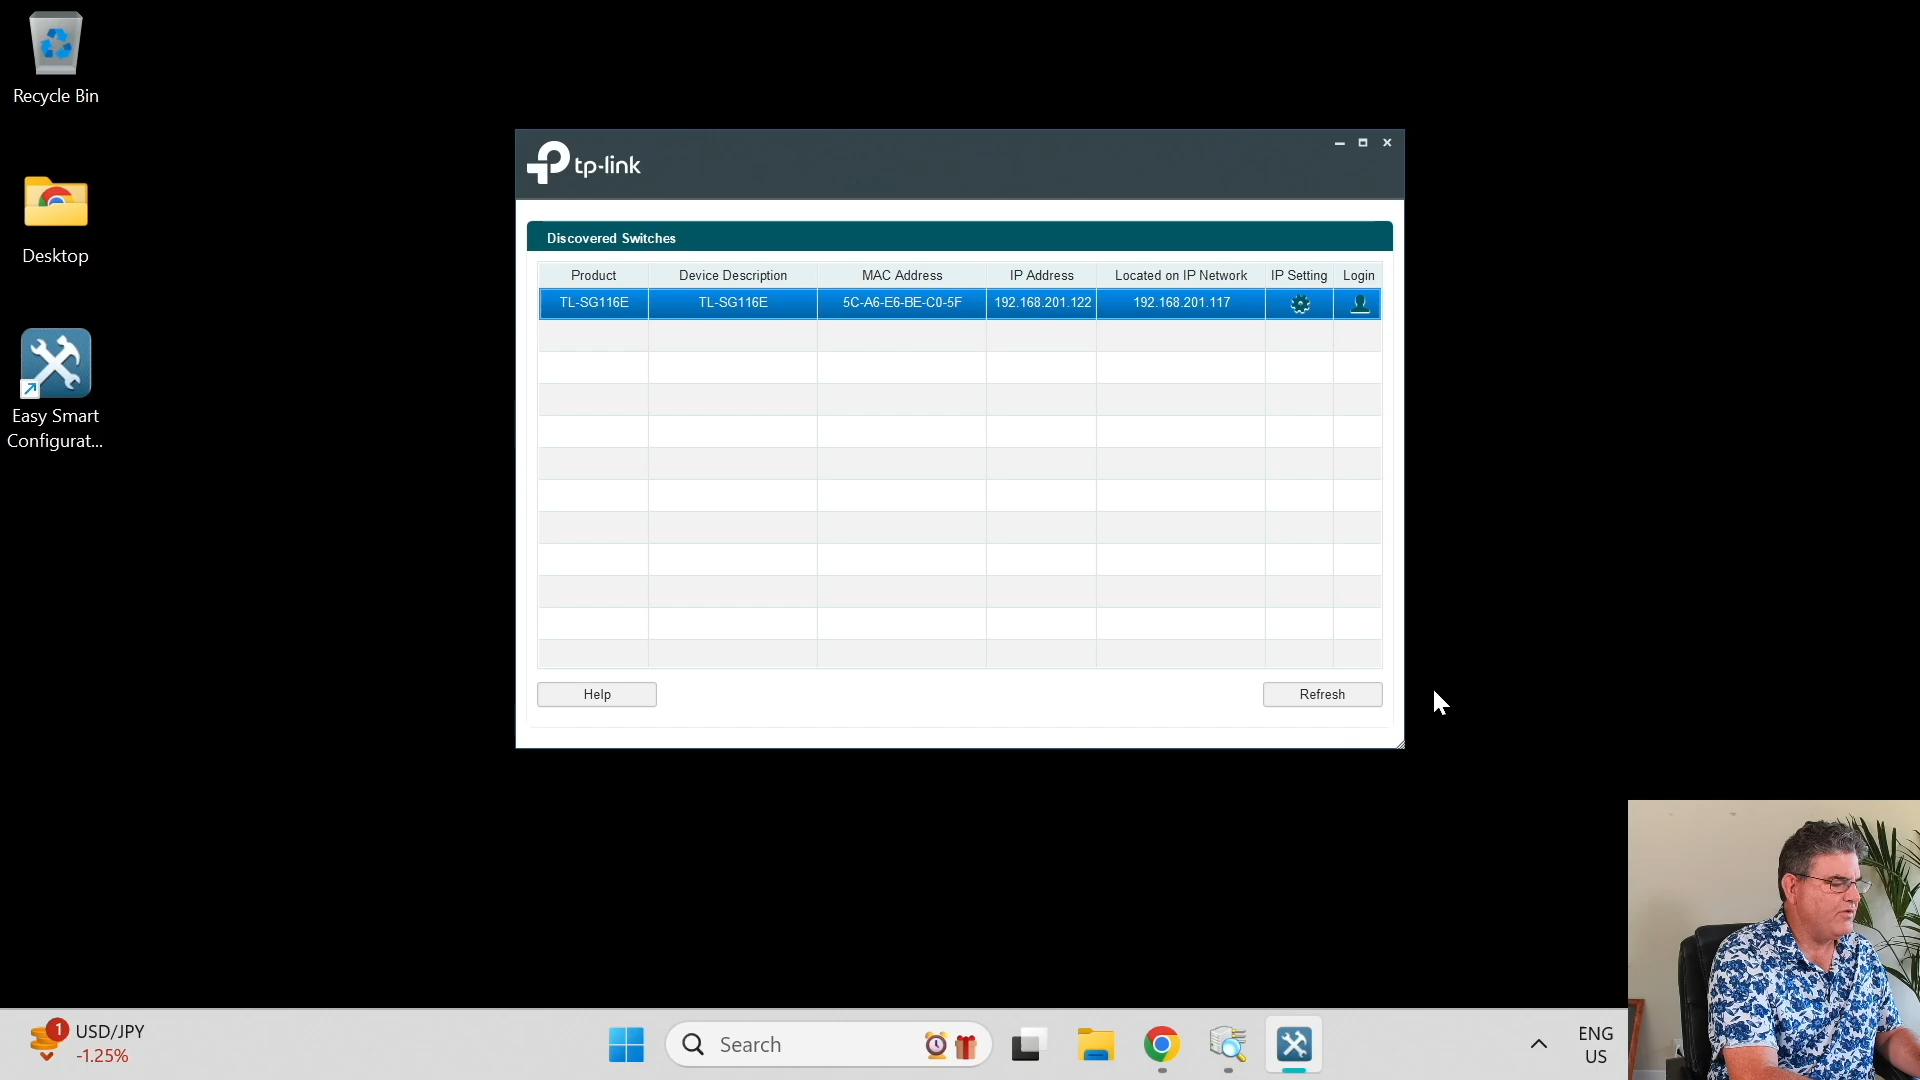 Recycle Bin
Desktop
Easy Smart
Configurat...
tp-link
Discovered Switches
Product Device Description MAC Address IP Address Located on IP Network IP Setting Login
TL-SG116E TL-SG116E 5C-A6-E6-BE-C0-5F 192.168.201.122 192.168.201.117
Help Refresh
1 USD/JPY
-1.25%
Search
ENG
US